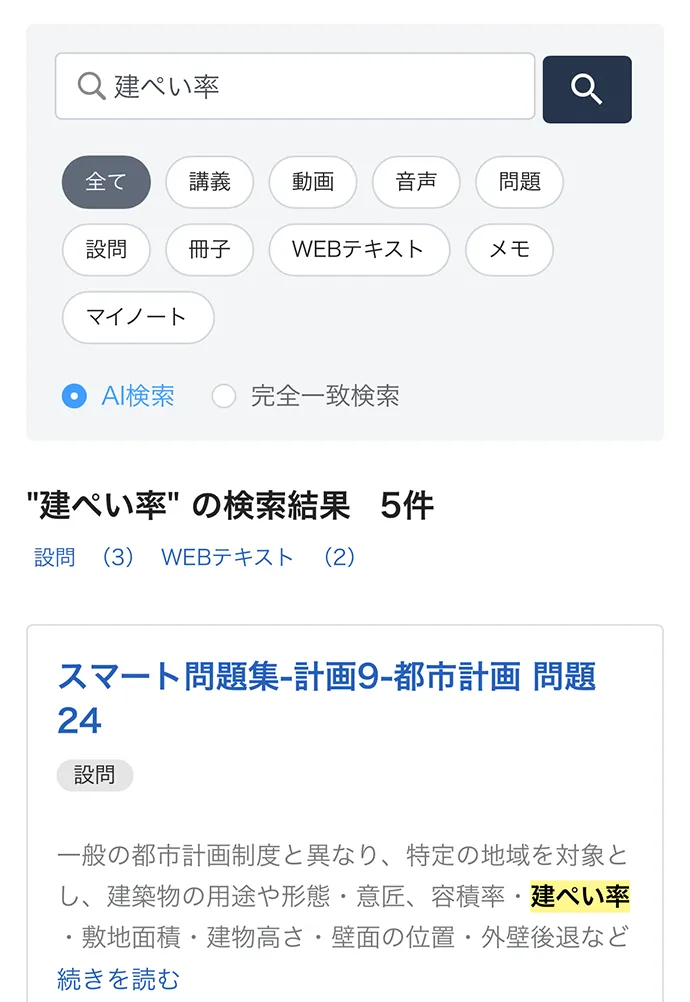 建ぺい率
全て 講義 動画 音声 問題
設問 冊子 WEBテキスト メモ
マイノート
AI検索 完全一致検索
"建ぺい率" の検索結果 5件
設問 （3） WEBテキスト （2）
スマート問題集-計画9-都市計画 問題
24
設問
一般の都市計画制度と異なり、特定の地域を対象と
し、建築物の用途や形態・意匠、容積率・建ぺい率
・敷地面積・建物高さ・壁面の位置・外壁後退など
続きを読む